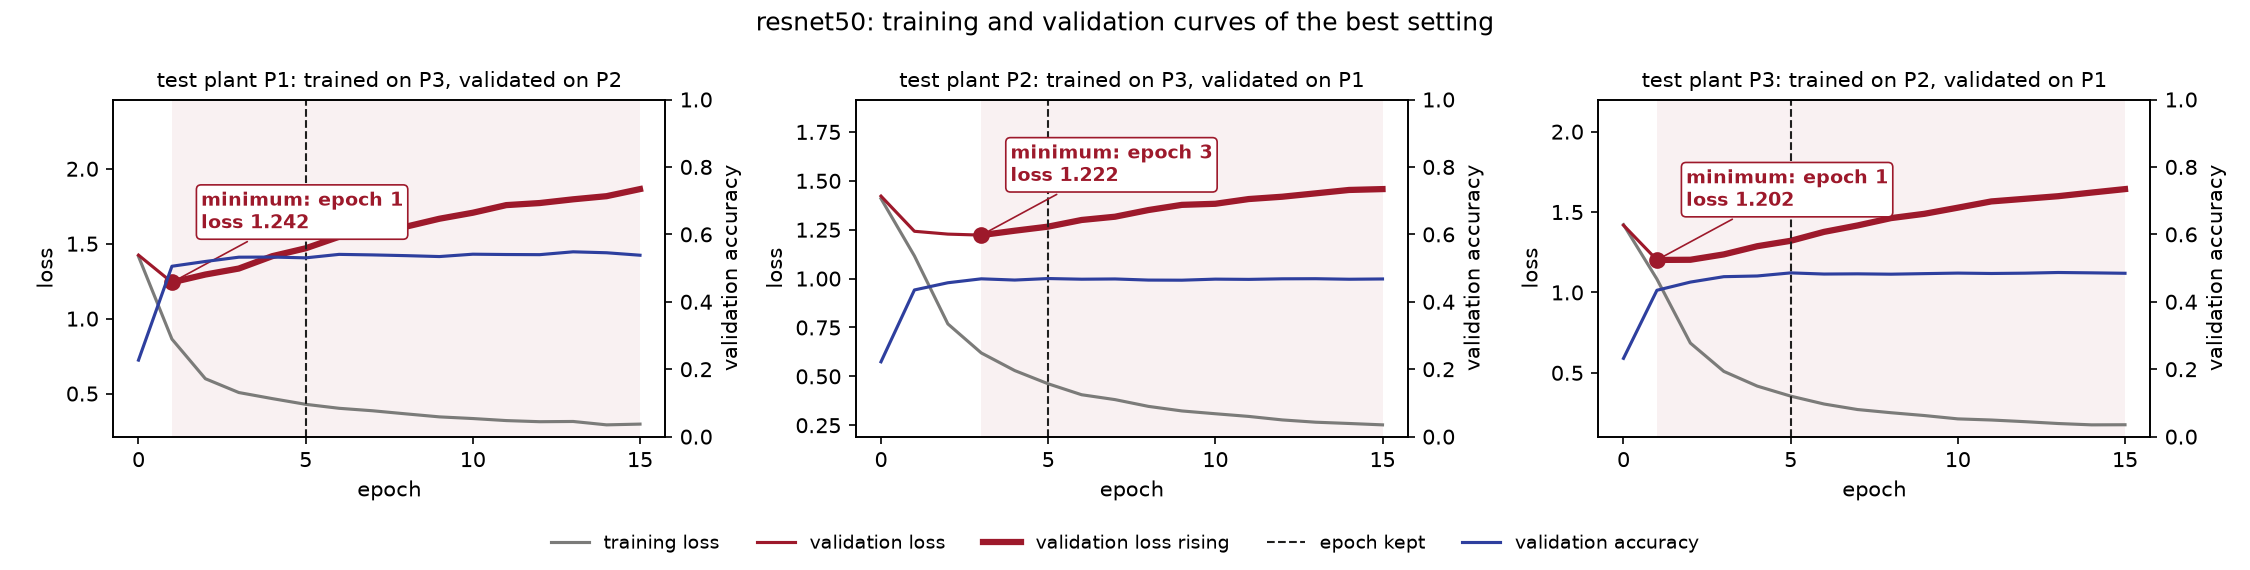 resnet50: training and validation curves of the best setting
test plant P1: trained on P3, validated on P2
minimum: epoch 1
loss 1.242
2.0
1.5
1.0
0.5
loss
0 5 10 15
epoch
1.0
0.8
0.6
0.4
0.2
0.0
validation accuracy
test plant P2: trained on P3, validated on P1
minimum: epoch 3
loss 1.222
1.75
1.50
1.25
1.00
0.75
0.50
0.25
loss
0 5 10 15
epoch
1.0
0.8
0.6
0.4
0.2
0.0
validation accuracy
test plant P3: trained on P2, validated on P1
minimum: epoch 1
loss 1.202
2.0
1.5
1.0
0.5
loss
0 5 10 15
epoch
1.0
0.8
0.6
0.4
0.2
0.0
validation accuracy
training loss validation loss validation loss rising epoch kept validation accuracy